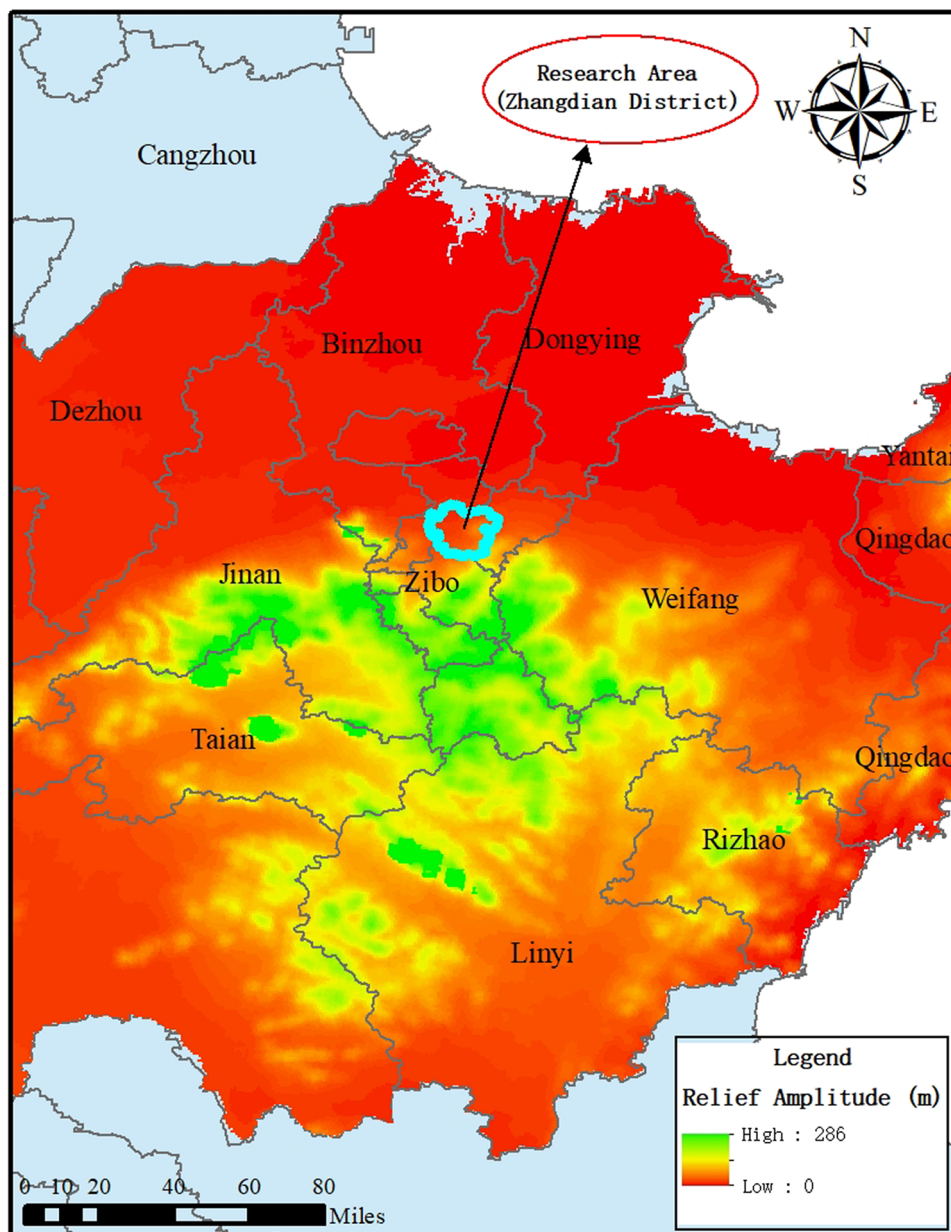 Research Area
(Zhangdian District)
N
W
E
S
Cangzhou
Binzhou
Dongying
Dezhou
Yantai
Qingdao
Jinan
Zibo
Weifang
Taian
Qingdao
Rizhao
Linyi
Legend
Relief Amplitude (m)
High : 286
Low : 0
0 10 20 40 60 80
Miles